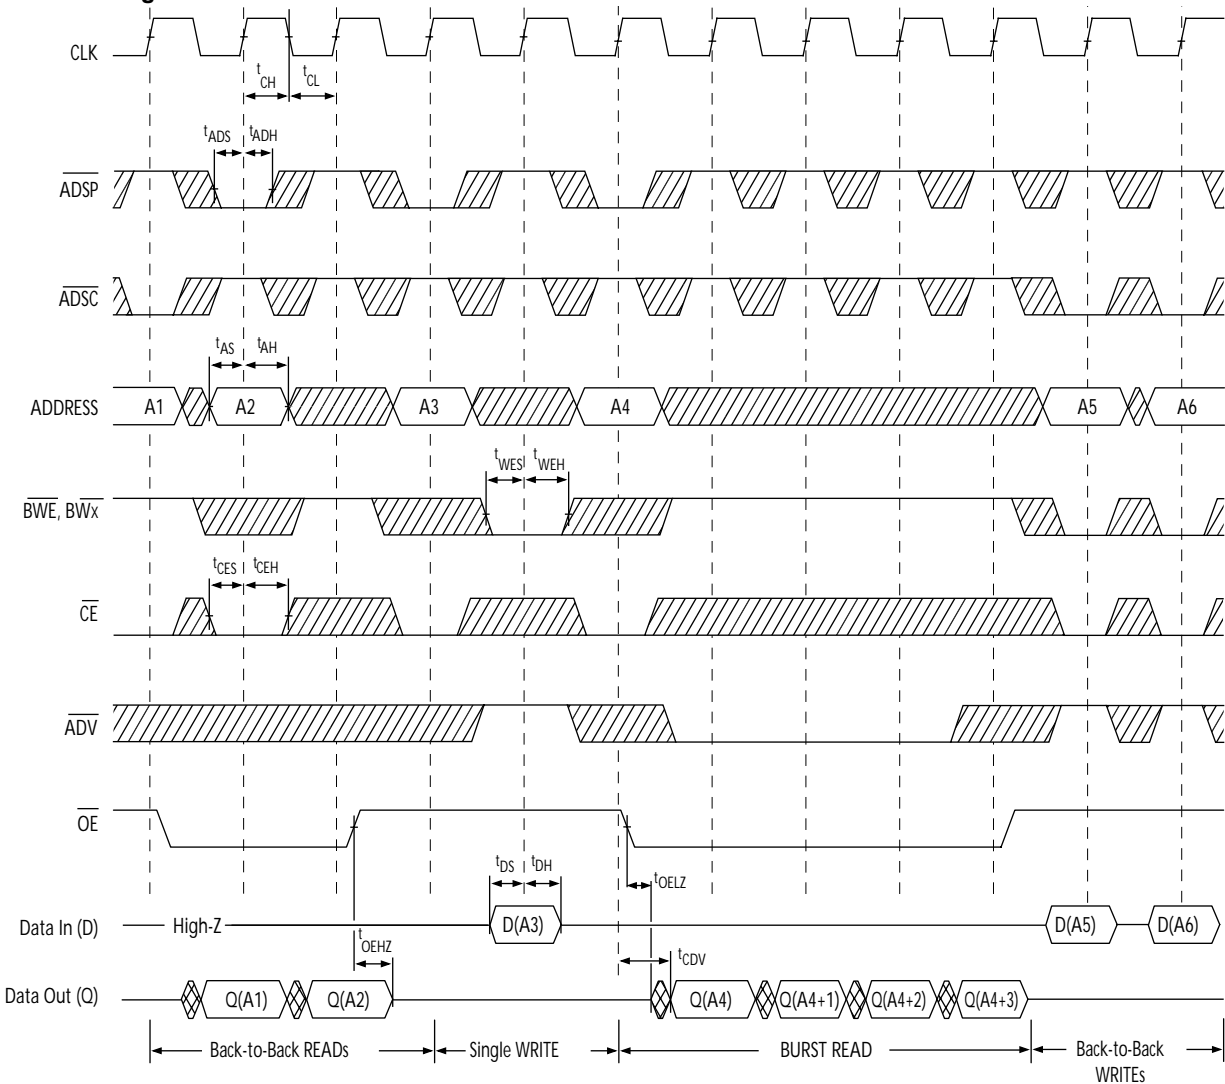 CLK
tCH
tCL
tADS
tADH
ADSP
ADSC
tAS
tAH
ADDRESS
A1
A2
A3
A4
A5
A6
tWES
tWEH
BWE, BWx
tCES
tCEH
CE
ADV
OE
tDS
tDH
tOELZ
Data In (D)
High-Z
D(A3)
D(A5)
D(A6)
tOEHZ
tCDV
Data Out (Q)
Q(A1)
Q(A2)
Q(A4)
Q(A4+1)
Q(A4+2)
Q(A4+3)
Back-to-Back READs
Single WRITE
BURST READ
Back-to-Back
WRITEs